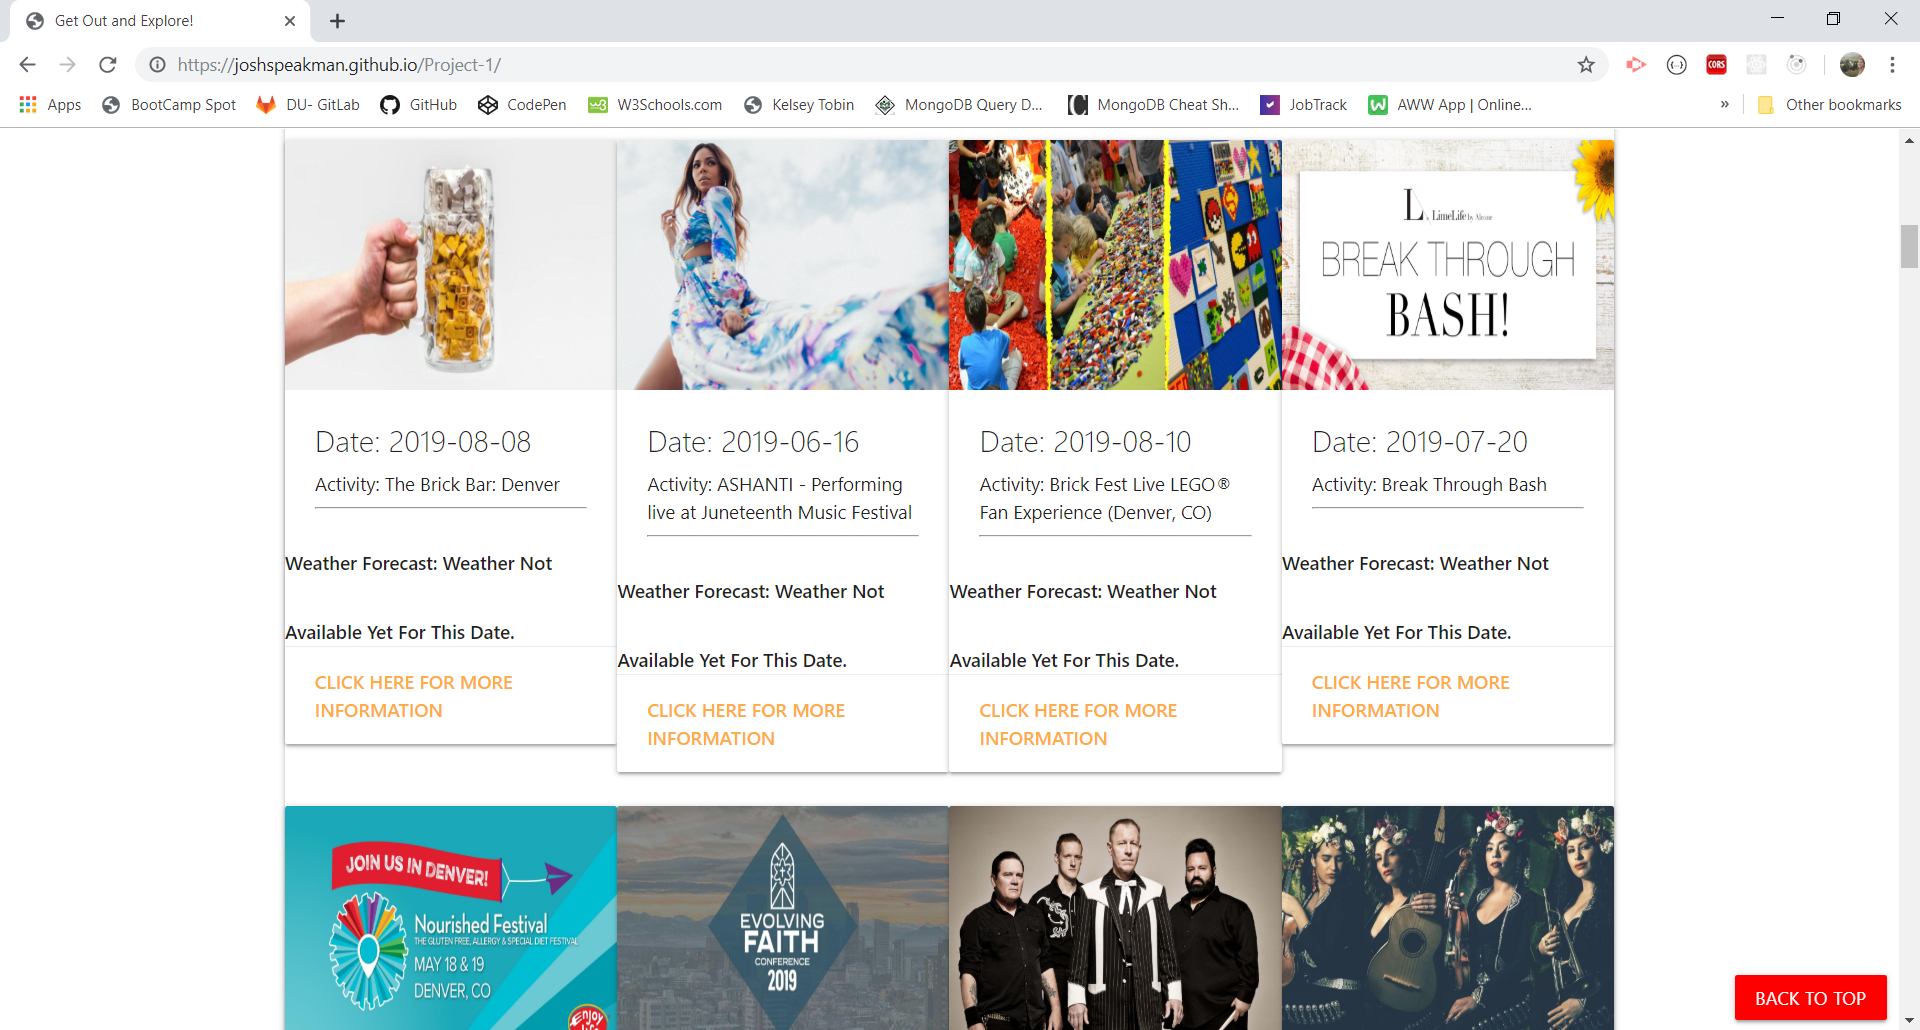 Get Out and Explore!
https://joshspeakman.github.io/Project-1/
CORS
Apps
BootCamp Spot
DU- GitLab
GitHub
CodePen
W3Schools.com
Kelsey Tobin
MongoDB Query D...
MongoDB Cheat Sh...
JobTrack
AWW App | Online...
»
Other bookmarks
L
by LimeLife by Alcone
BREAK THROUGH
BASH!
Date: 2019-08-08
Activity: The Brick Bar: Denver
Weather Forecast: Weather Not
Available Yet For This Date.
CLICK HERE FOR MORE
INFORMATION
Date: 2019-06-16
Activity: ASHANTI - Performing
live at Juneteenth Music Festival
Weather Forecast: Weather Not
Available Yet For This Date.
CLICK HERE FOR MORE
INFORMATION
Date: 2019-08-10
Activity: Brick Fest Live LEGO®
Fan Experience (Denver, CO)
Weather Forecast: Weather Not
Available Yet For This Date.
CLICK HERE FOR MORE
INFORMATION
Date: 2019-07-20
Activity: Break Through Bash
Weather Forecast: Weather Not
Available Yet For This Date.
CLICK HERE FOR MORE
INFORMATION
JOIN US IN DENVER!
Nourished Festival
THE GLUTEN FREE, ALLERGY & SPECIAL DIET FESTIVAL
MAY 18 & 19
DENVER, CO
enjoy
EVOLVING
FAITH
CONFERENCE
2019
BACK TO TOP